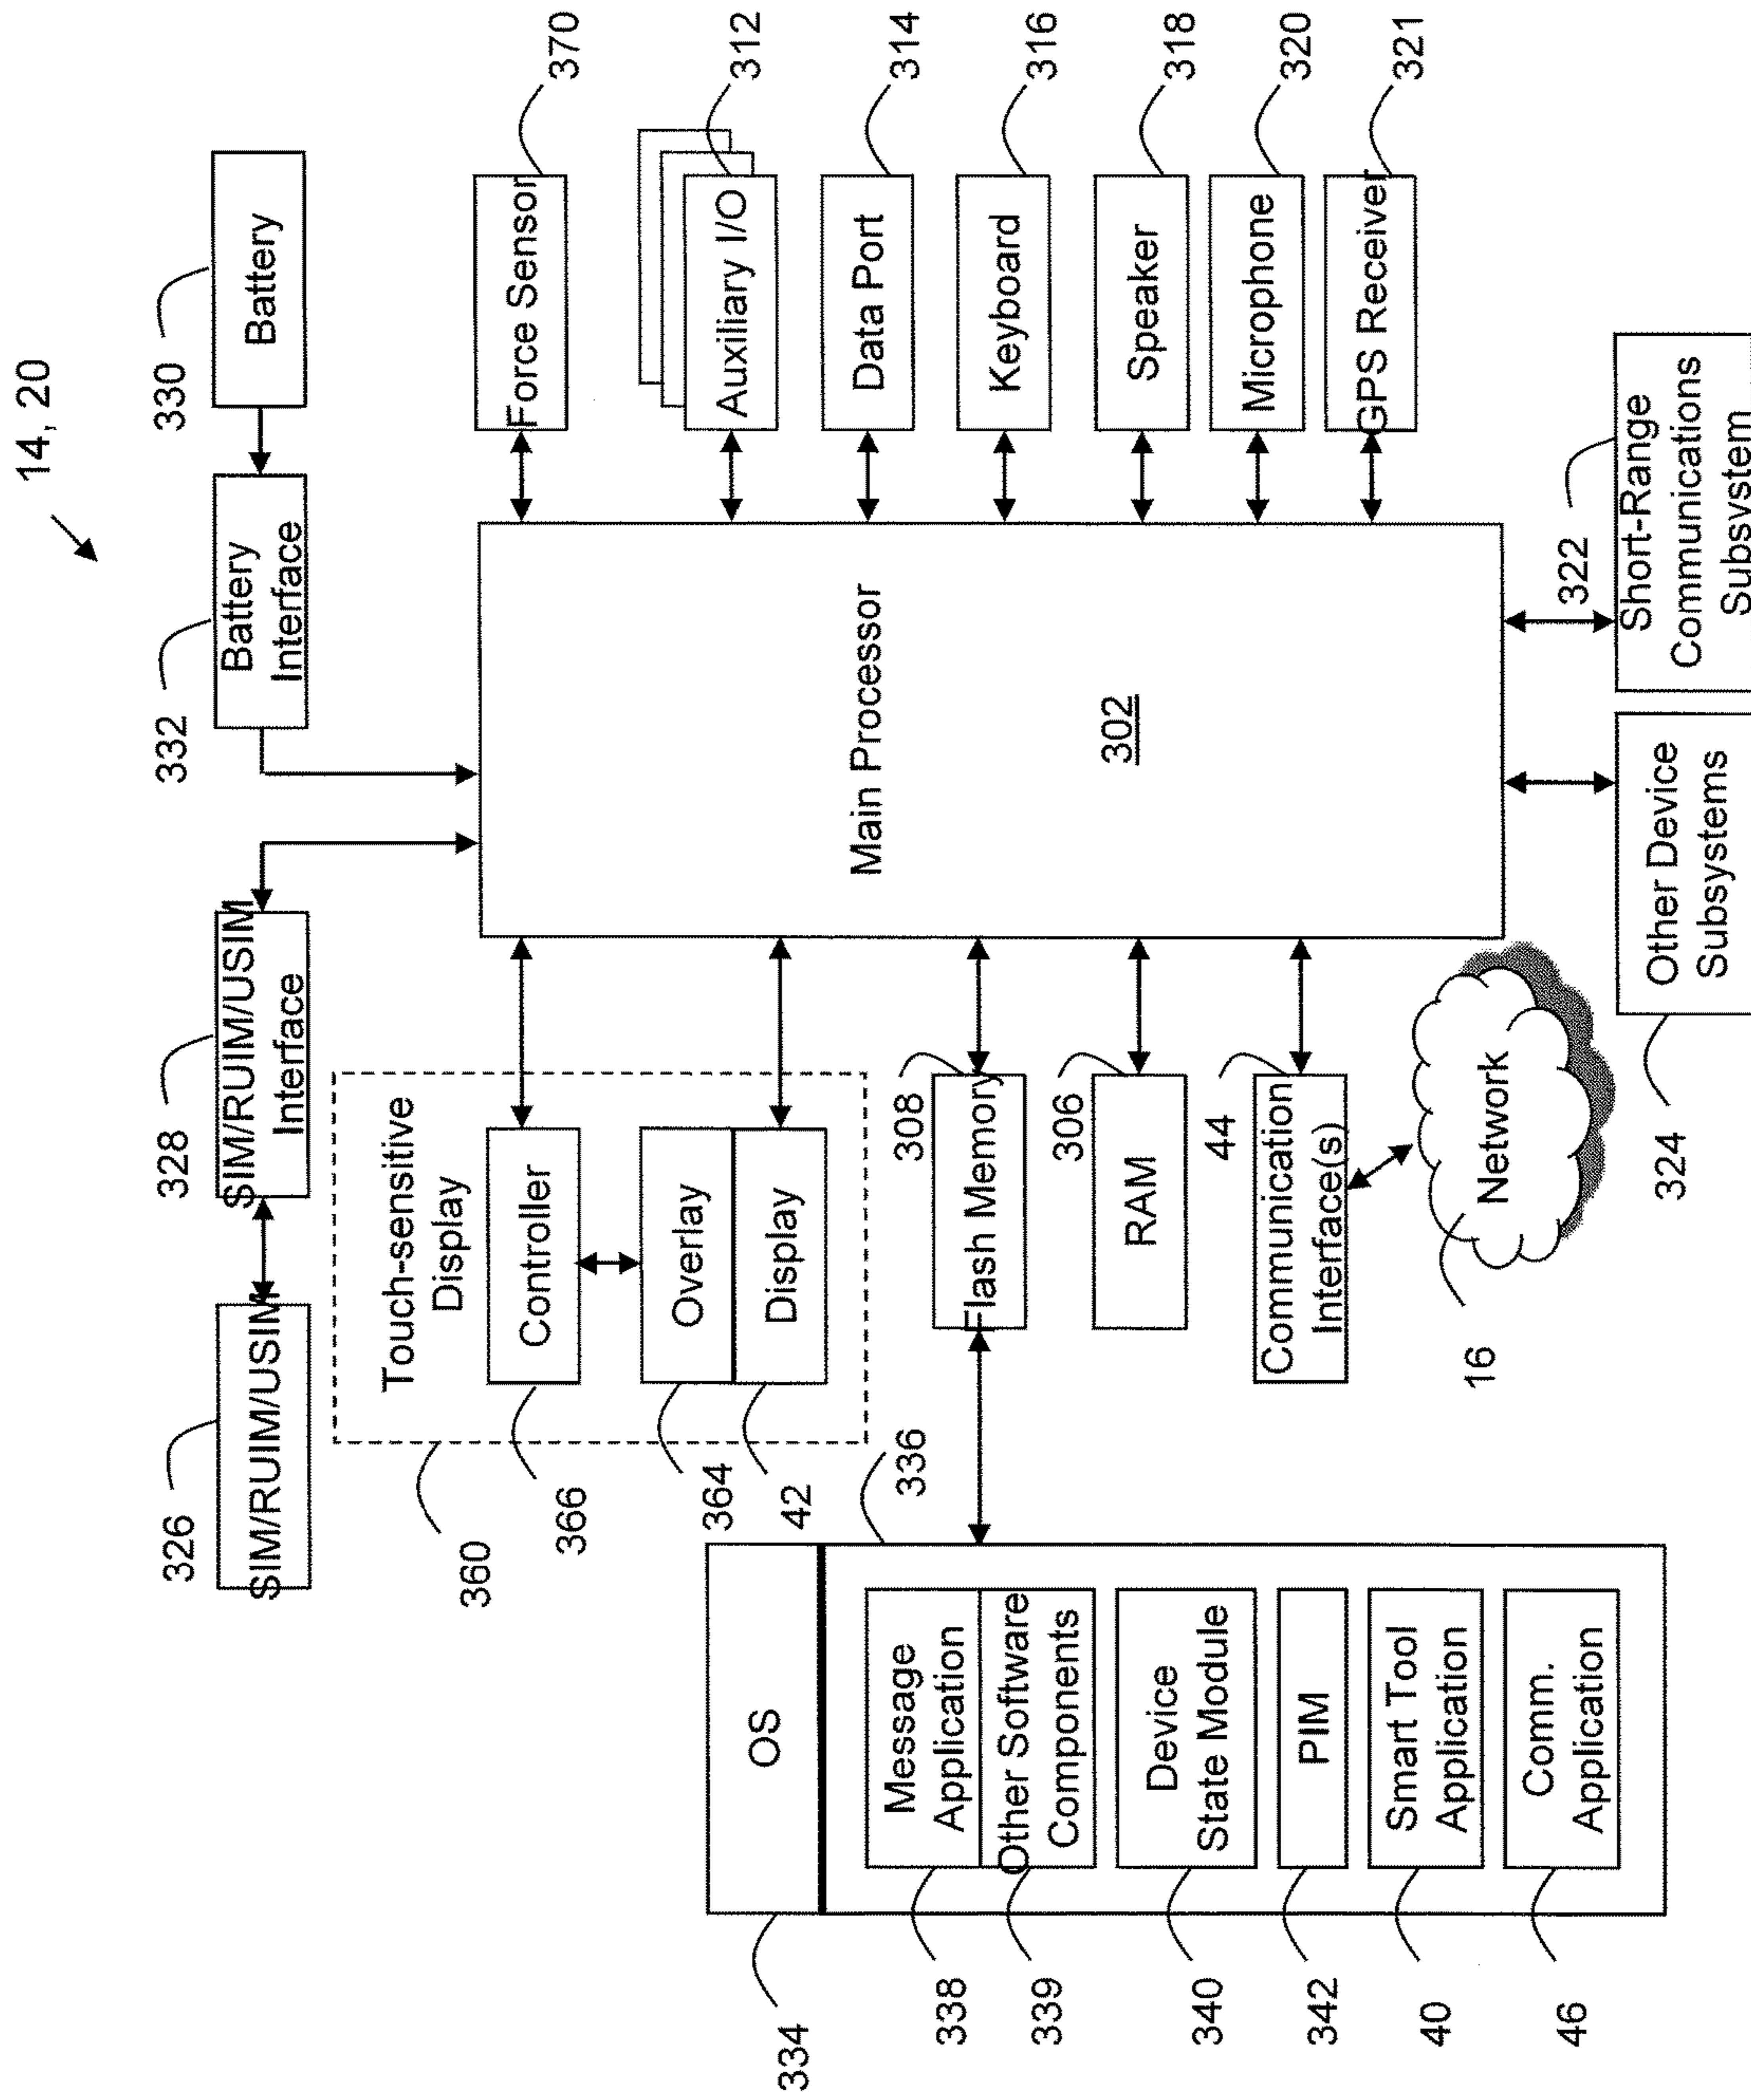 14, 20
326
SIM/RUIM/USIM
328
SIM/RUIM/USIM
Interface
332
Battery
Interface
330
Battery
360
Touch-sensitive
Display
366
Controller
364
Overlay
42
Display
Main Processor
302
Force Sensor
370
Auxiliary I/O
312
Data Port
314
Keyboard
316
Speaker
318
Microphone
320
GPS Receiver
321
308
Flash Memory
306
RAM
44
Communication
Interface(s)
16
Network
334
OS
336
338
Message
Application
339
Other Software
Components
340
Device
State Module
342
PIM
40
Smart Tool
Application
46
Comm.
Application
324
Other Device
Subsystems
322
Short-Range
Communications
Subsystem